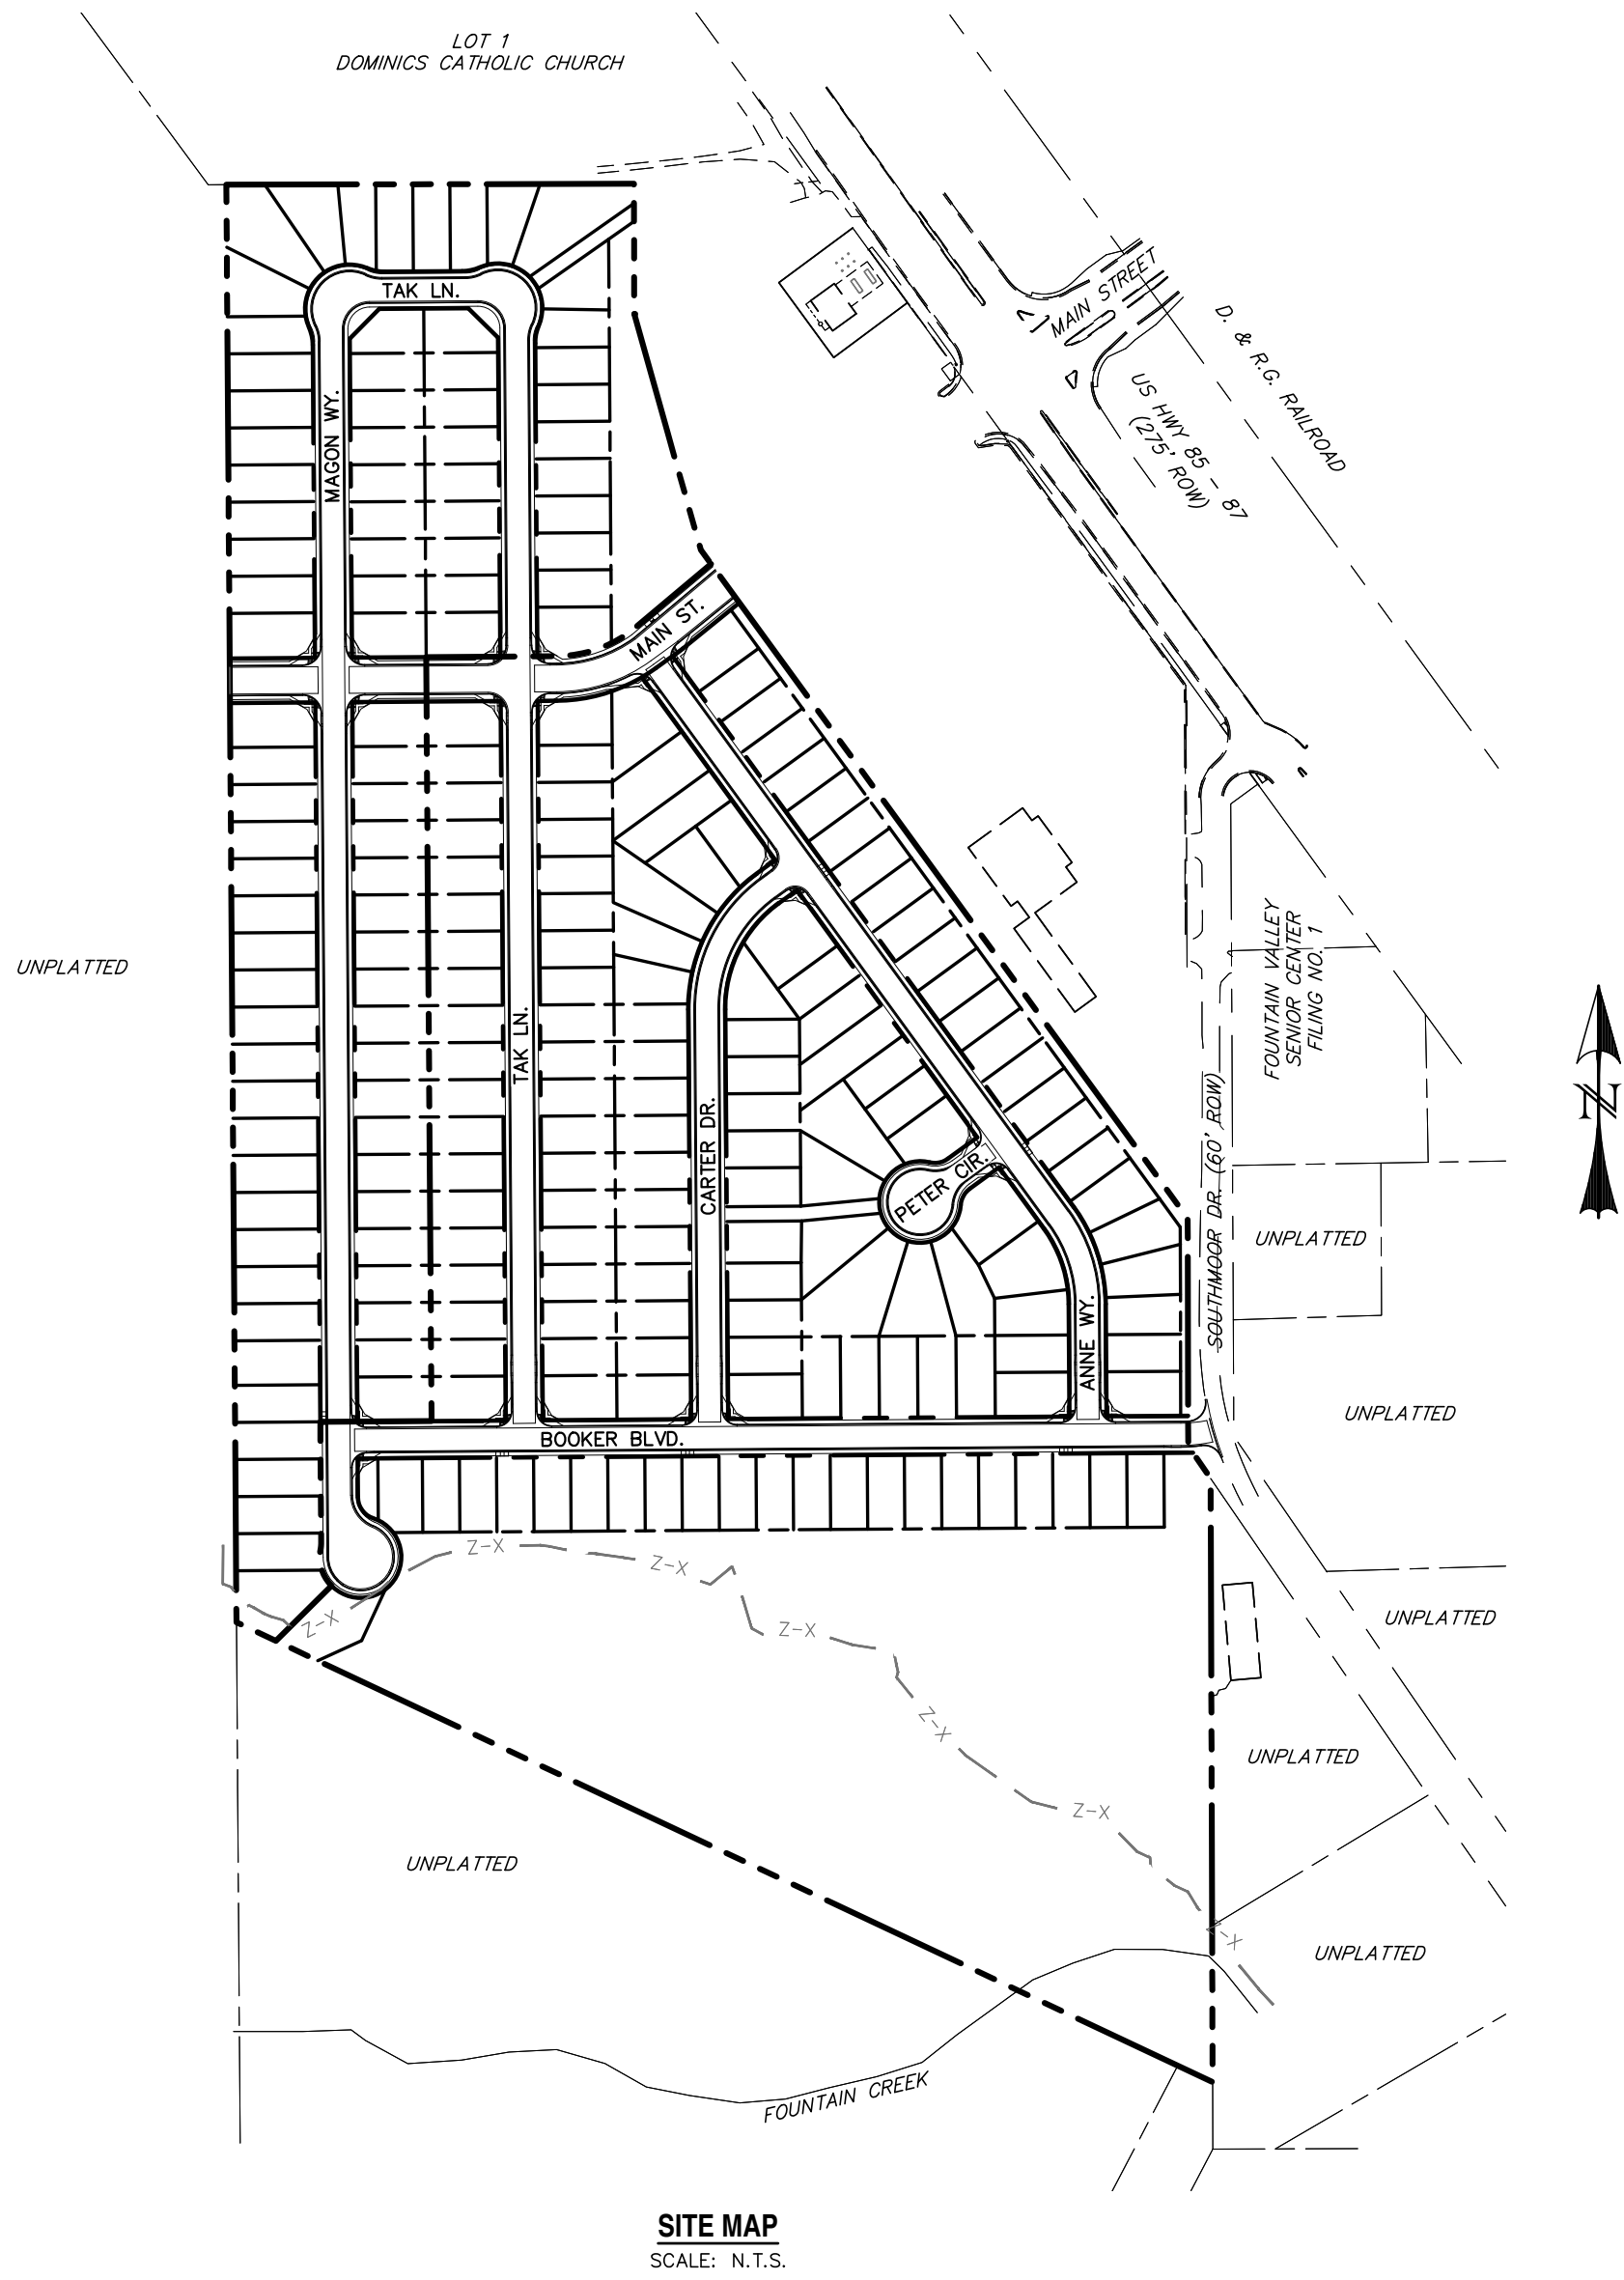 LOT 1
DOMINICS CATHOLIC CHURCH
TAK LN.
MAIN STREET
D. & R.G. RAILROAD
US HWY 85 - 87
(275' ROW)
MAGON WY.
MAIN ST.
UNPLATTED
FOUNTAIN VALLEY
SENIOR CENTER
FILING NO. 1
TAK LN.
N
CARTER DR.
PETER CIR.
SOUTHMOOR DR. (60' ROW)
UNPLATTED
ANNE WY.
UNPLATTED
BOOKER BLVD.
Z-X
Z-X
Z-X
Z-X
UNPLATTED
Z-X
UNPLATTED
Z-X
UNPLATTED
Z-X
UNPLATTED
FOUNTAIN CREEK
SITE MAP
SCALE: N.T.S.